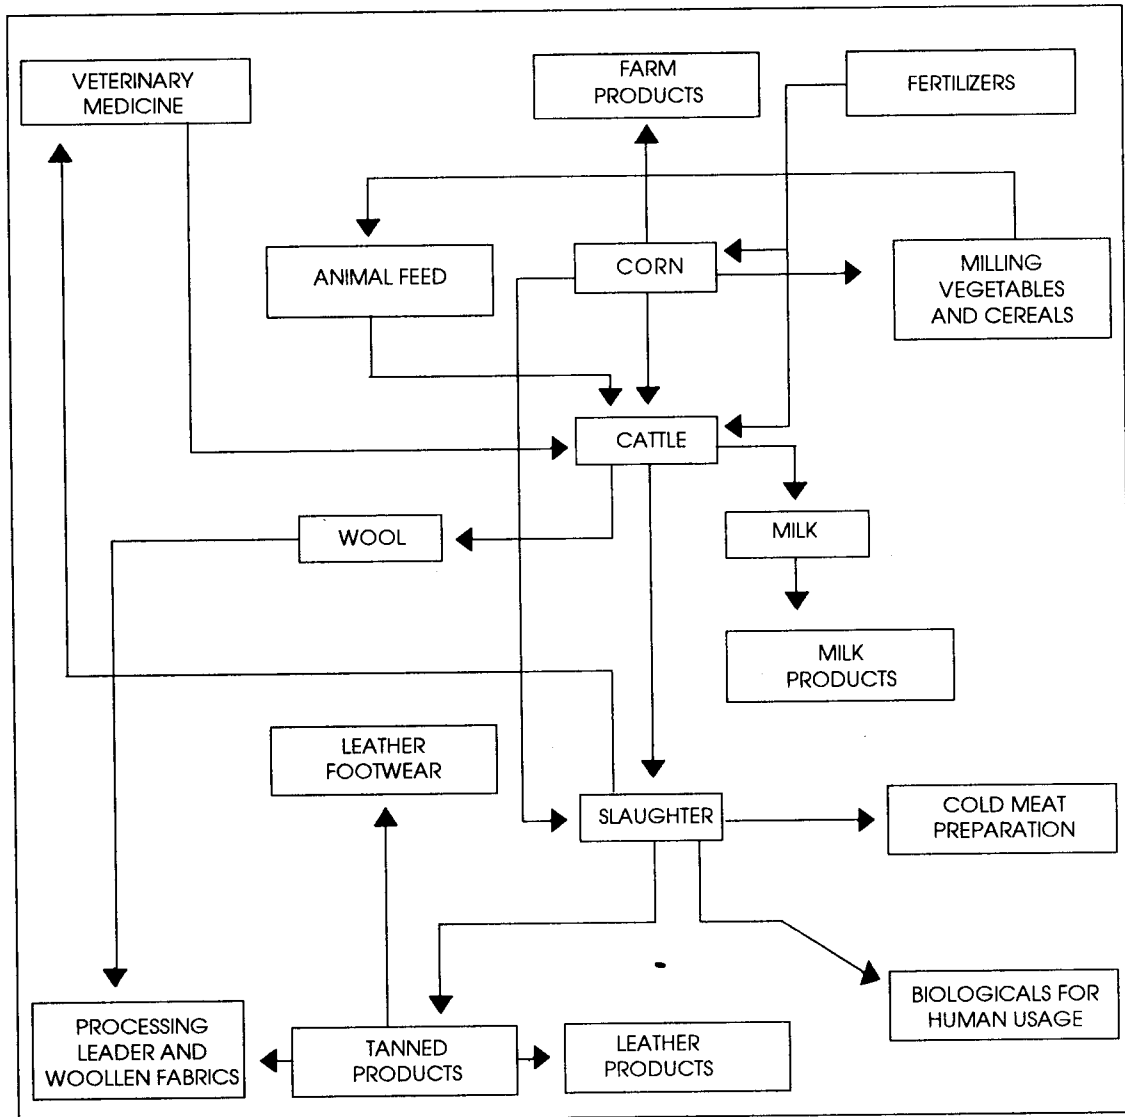 VETERINARY
MEDICINE
FARM
PRODUCTS
FERTILIZERS
ANIMAL FEED
CORN
MILLING
VEGETABLES
AND CEREALS
CATTLE
WOOL
MILK
MILK
PRODUCTS
LEATHER
FOOTWEAR
SLAUGHTER
COLD MEAT
PREPARATION
BIOLOGICALS FOR
HUMAN USAGE
PROCESSING
LEADER AND
WOOLLEN FABRICS
TANNED
PRODUCTS
LEATHER
PRODUCTS